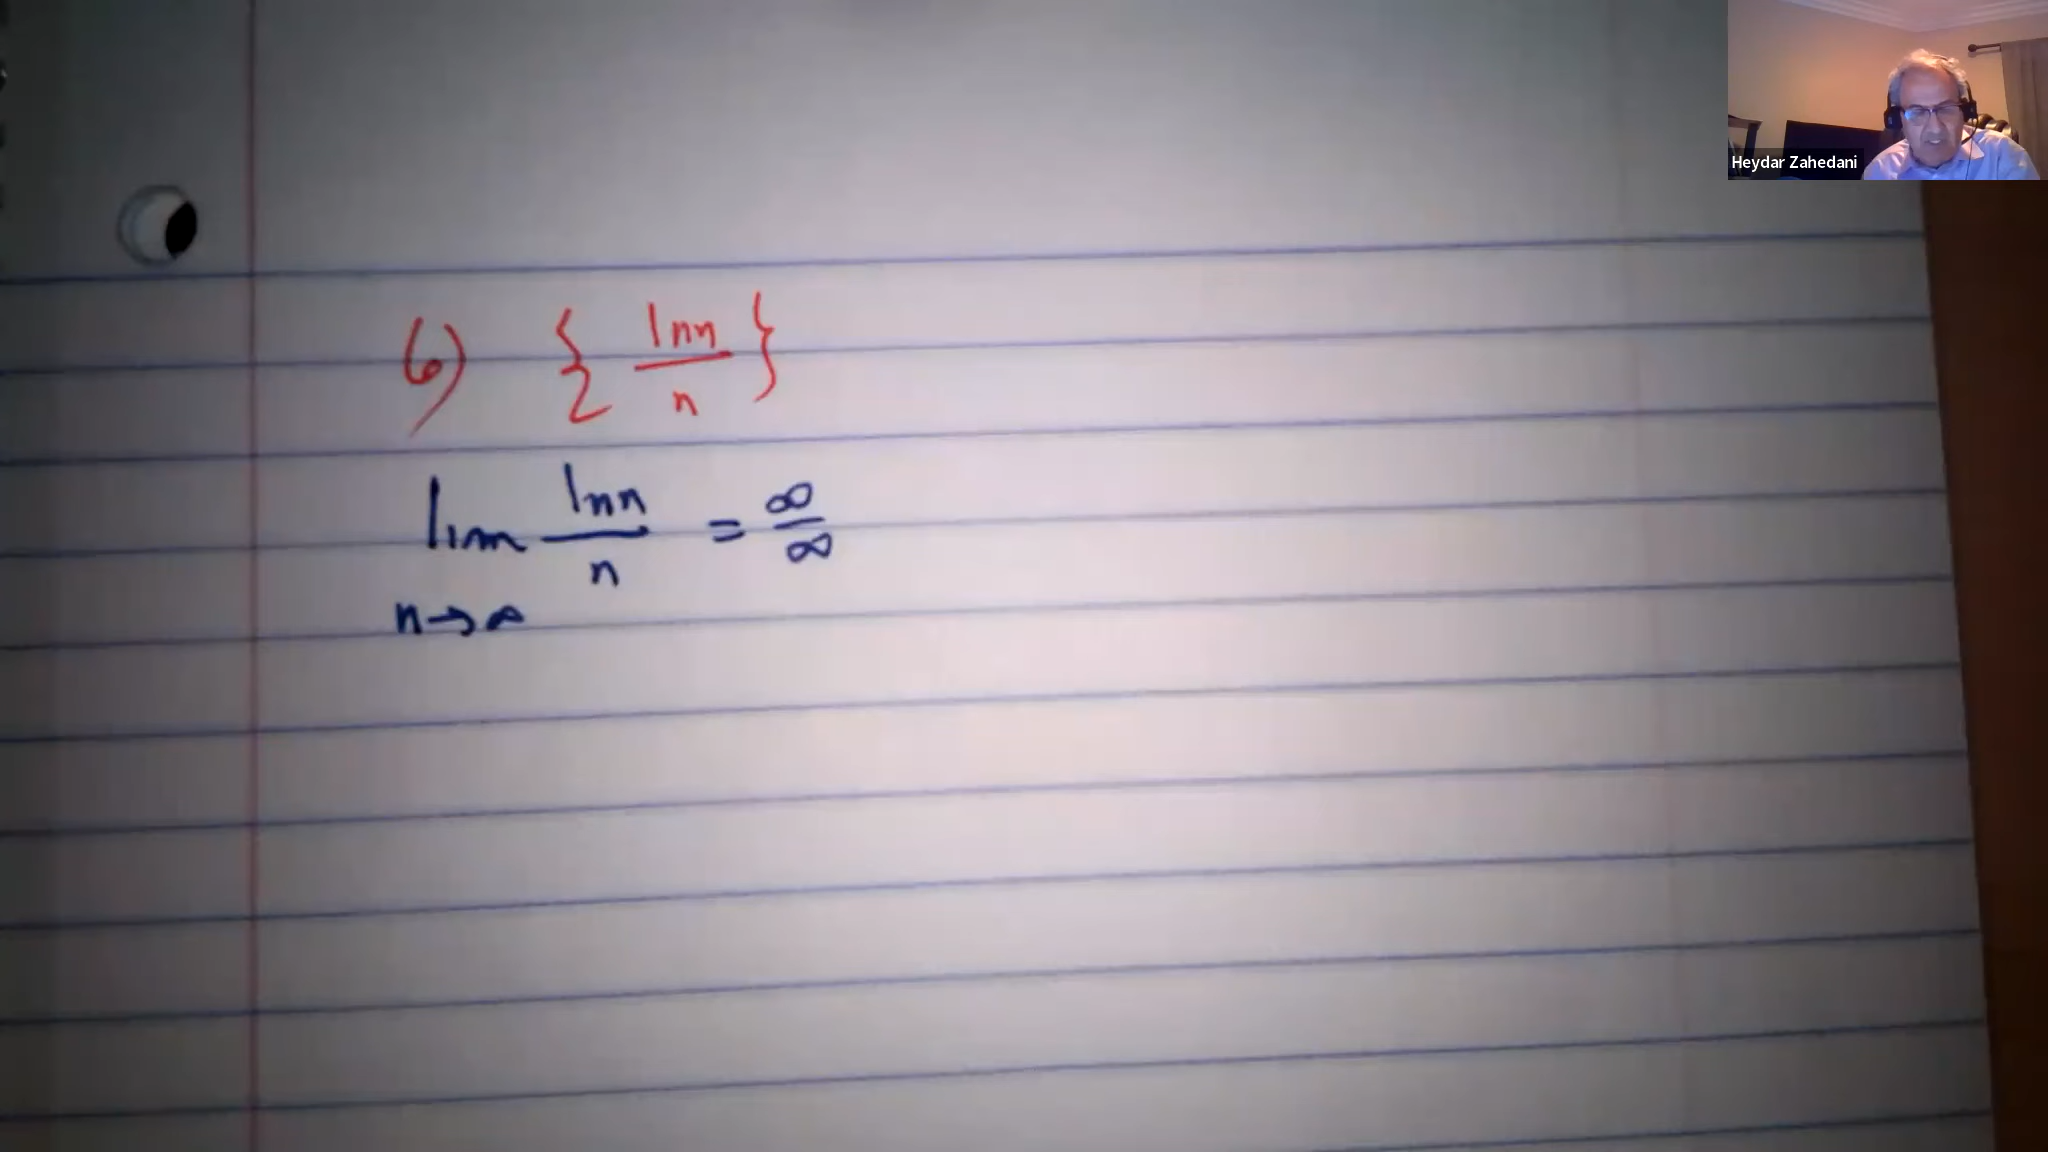 Heydar Zahedani
6) { ln n / n }
lim ln n / n = ∞ / ∞
n → ∞